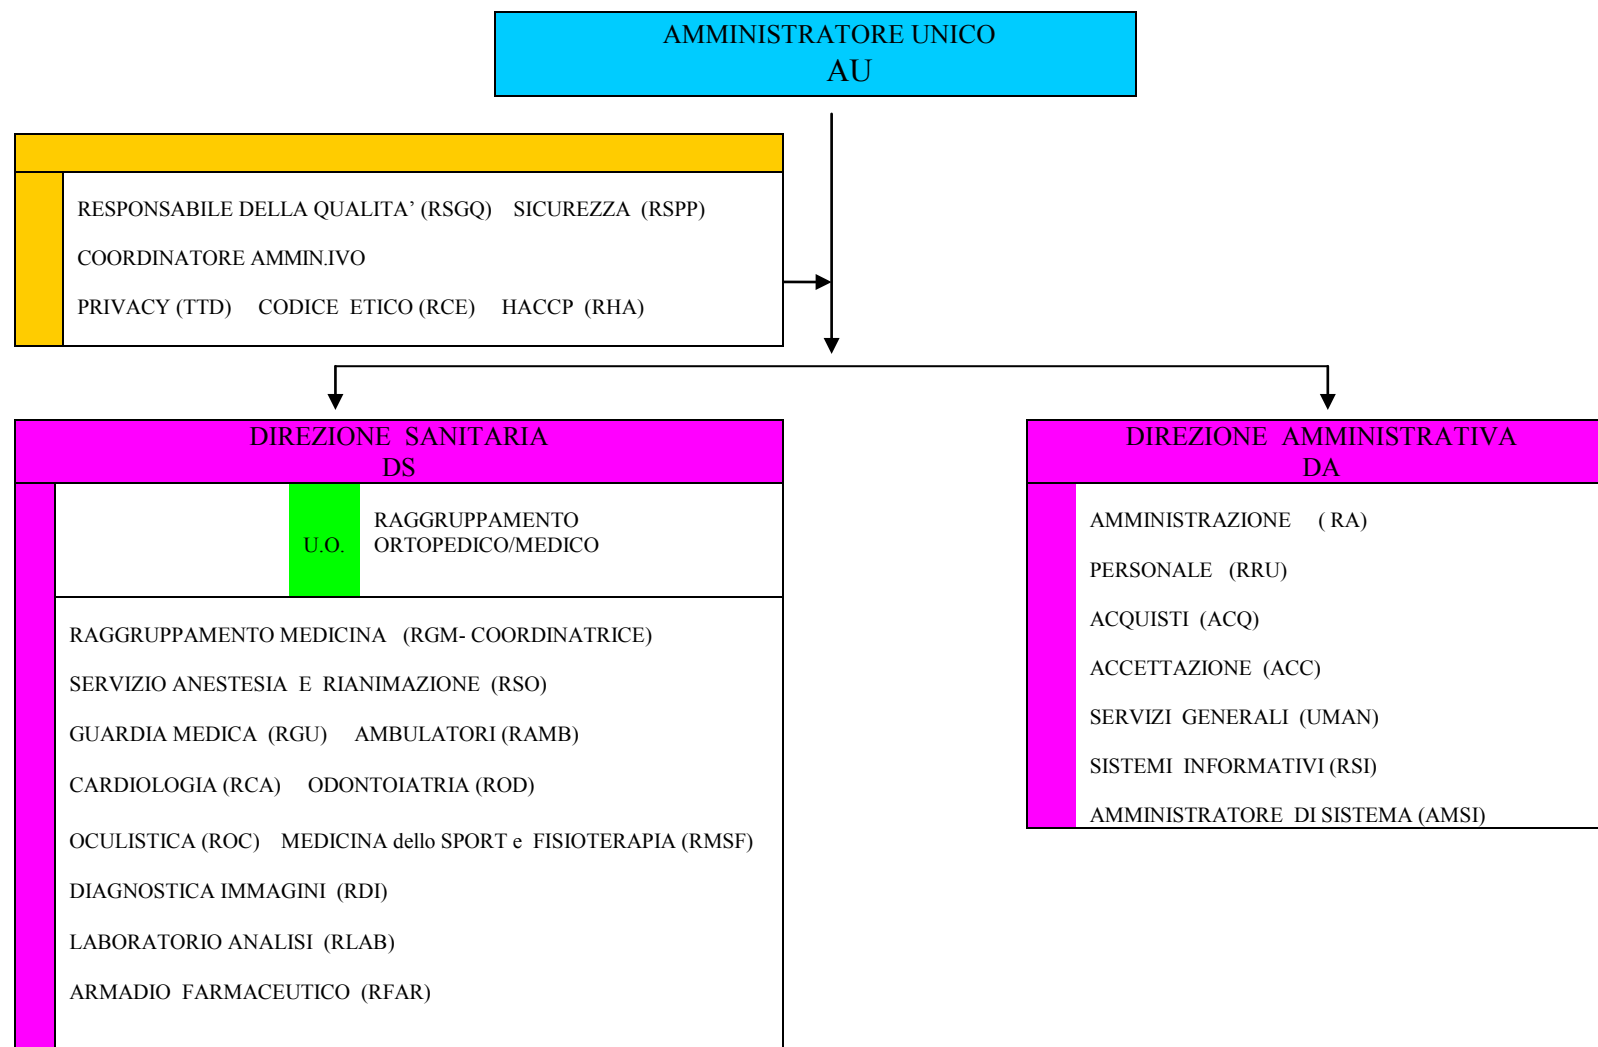 AMMINISTRATORE UNICO
AU
RESPONSABILE DELLA QUALITA’ (RSGQ) SICUREZZA (RSPP)
COORDINATORE AMMIN.IVO
PRIVACY (TTD) CODICE ETICO (RCE) HACCP (RHA)
DIREZIONE SANITARIA
DS
U.O.
RAGGRUPPAMENTO
ORTOPEDICO/MEDICO
RAGGRUPPAMENTO MEDICINA (RGM- COORDINATRICE)
SERVIZIO ANESTESIA E RIANIMAZIONE (RSO)
GUARDIA MEDICA (RGU) AMBULATORI (RAMB)
CARDIOLOGIA (RCA) ODONTOIATRIA (ROD)
OCULISTICA (ROC) MEDICINA dello SPORT e FISIOTERAPIA (RMSF)
DIAGNOSTICA IMMAGINI (RDI)
LABORATORIO ANALISI (RLAB)
ARMADIO FARMACEUTICO (RFAR)
DIREZIONE AMMINISTRATIVA
DA
AMMINISTRAZIONE ( RA)
PERSONALE (RRU)
ACQUISTI (ACQ)
ACCETTAZIONE (ACC)
SERVIZI GENERALI (UMAN)
SISTEMI INFORMATIVI (RSI)
AMMINISTRATORE DI SISTEMA (AMSI)